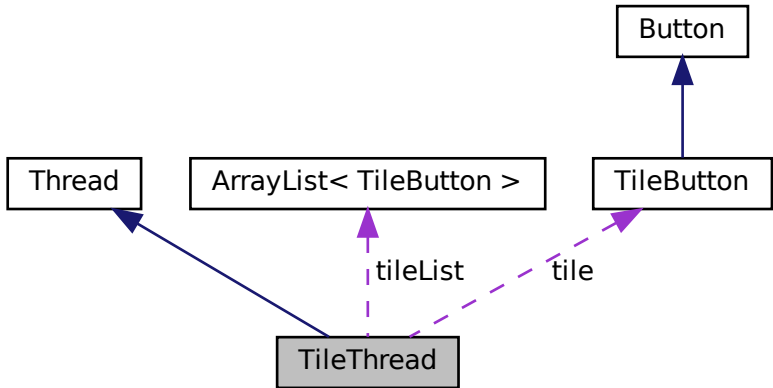 Button
Thread
ArrayList< TileButton >
TileButton
tileList
tile
TileThread